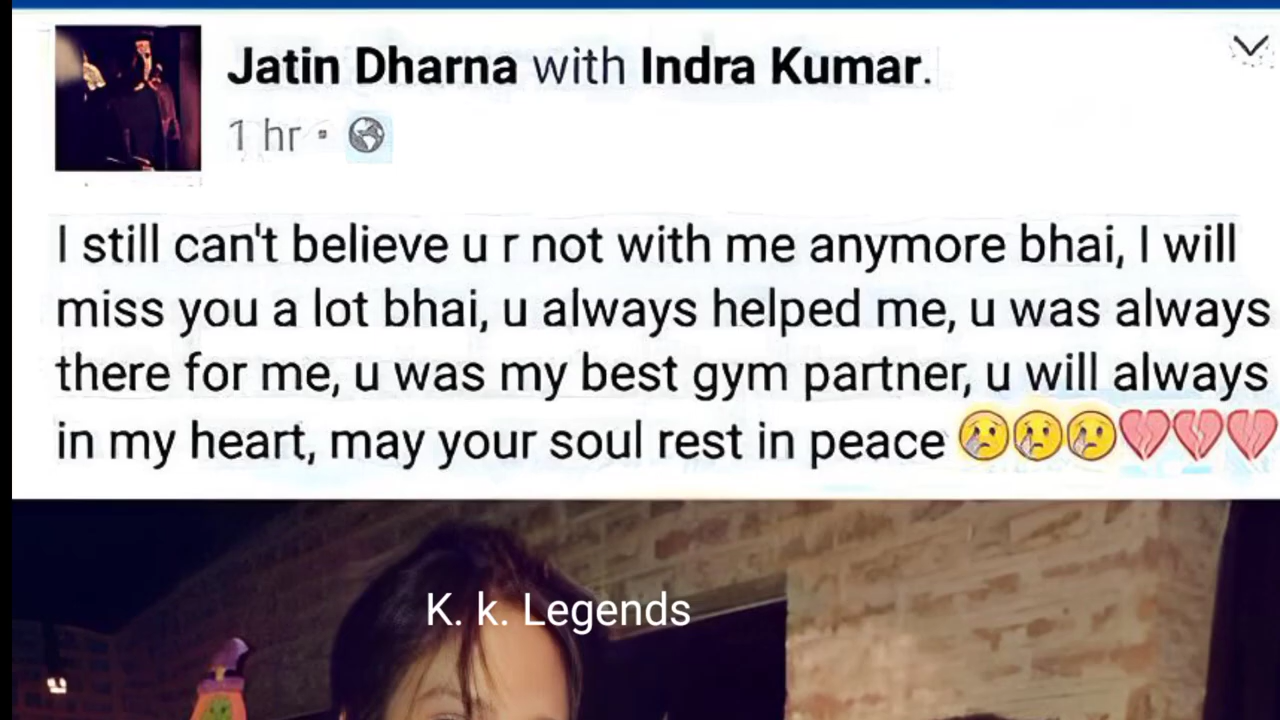 Jatin Dharna with Indra Kumar.
1 hr •
I still can't believe u r not with me anymore bhai, I will
miss you a lot bhai, u always helped me, u was always
there for me, u was my best gym partner, u will always
in my heart, may your soul rest in peace 😢😢😢💔💔💔
K. k. Legends